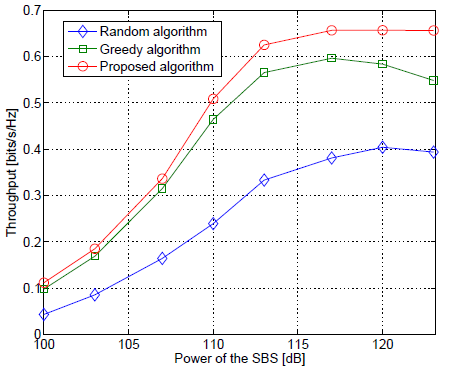 0.7
Random algorithm
Greedy algorithm
Proposed algorithm
0.6
0.5
0.4
0.3
0.2
0.1
0
Throughput [bits/s/Hz]
100
105
110
115
120
Power of the SBS [dB]